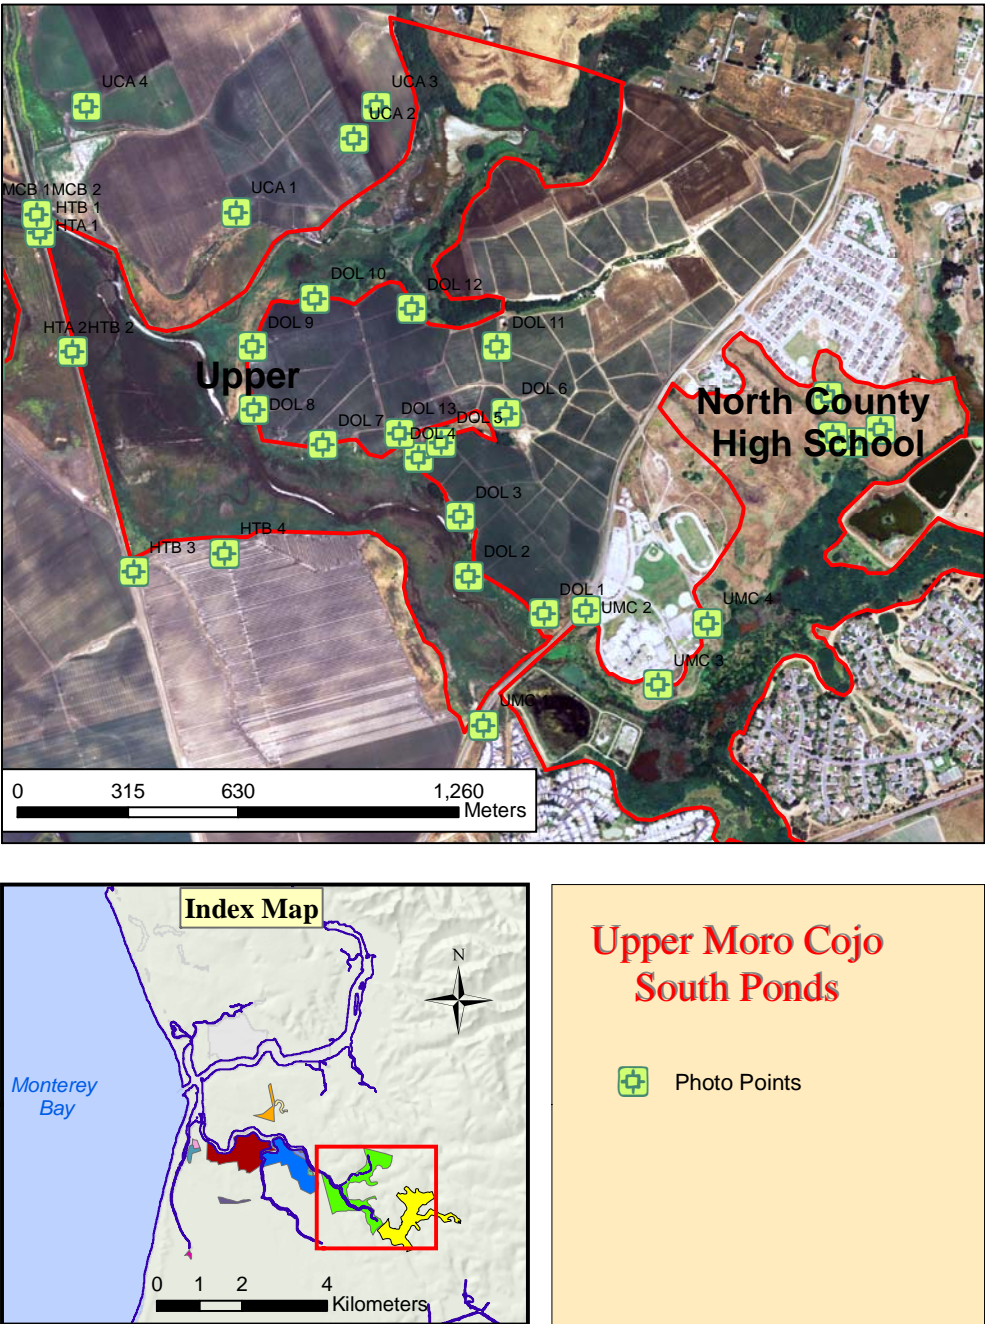 UCA 4
UCA 3
UCA 2
UCA 1
MCB 1MCB 2
HTB 1
HTA 1
DOL 10
DOL 12
DOL 11
HTA 2HTB 2
DOL 9
Upper
DOL 8
DOL 6
DOL 13
DOL 5
DOL 7
DOL 4
North County
High School
DOL 3
HTB 4
HTB 3
DOL 2
DOL 1
UMC 2
UMC 4
UMC 3
UMC 1
0 315 630 1,260
Meters
Index Map
N
Monterey
Bay
0 1 2 4
Kilometers
Upper Moro Cojo
South Ponds
Photo Points